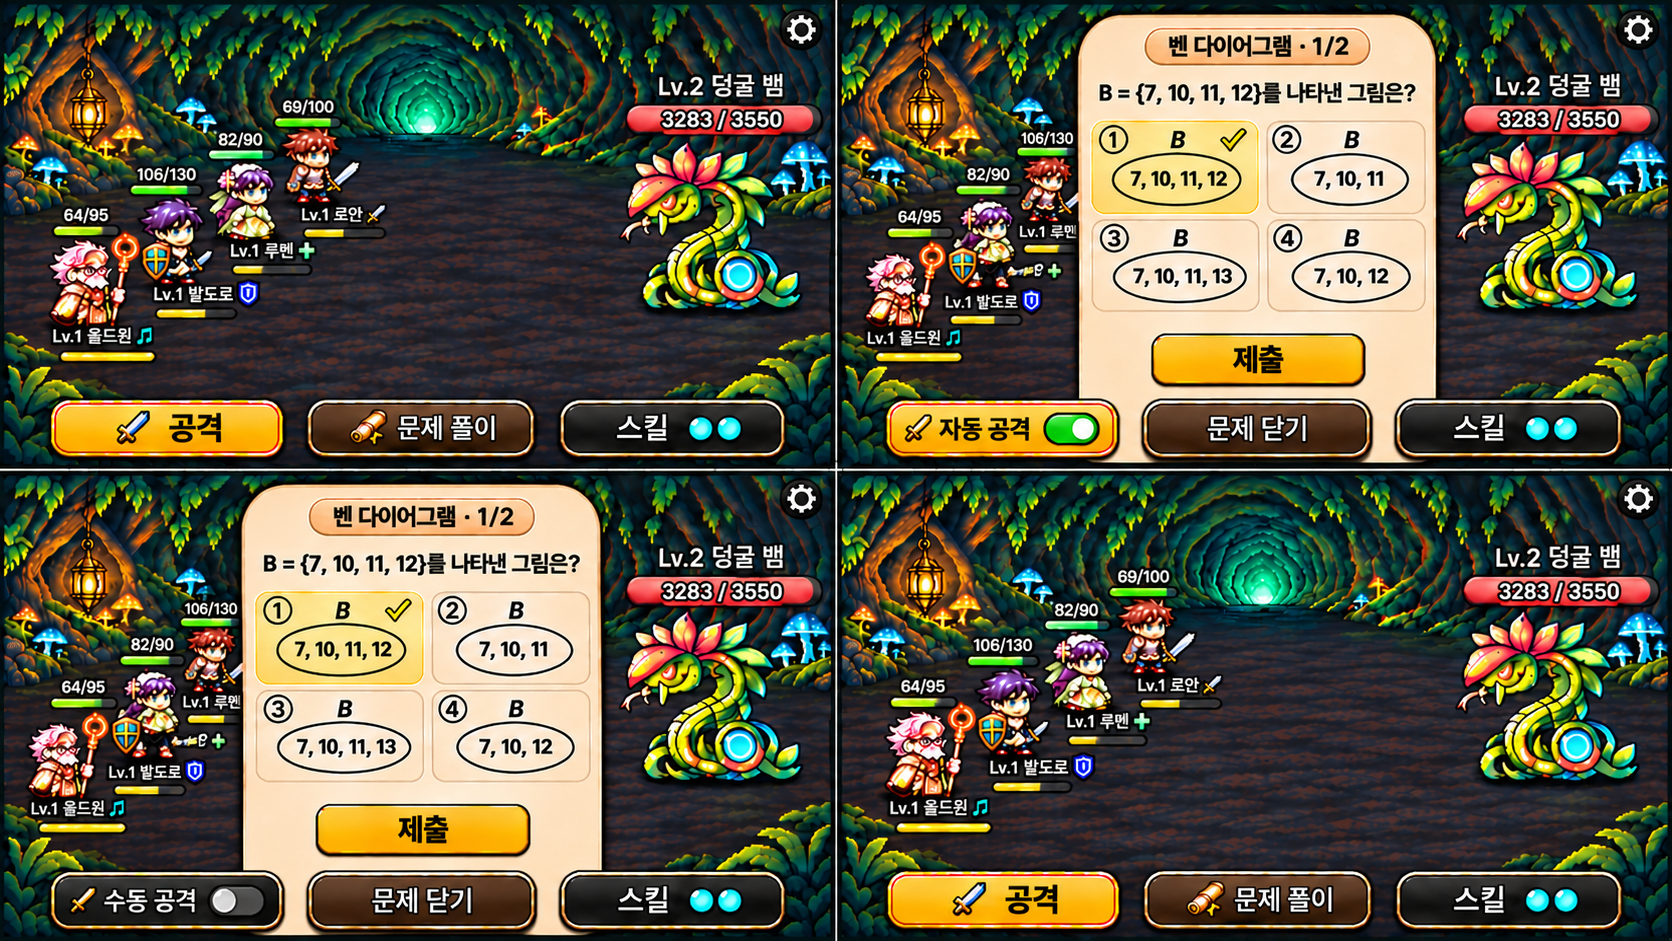 69/100
82/90
106/130
64/95
Lv.1 로안
Lv.1 루멘
Lv.1 발도로
Lv.1 올드원
Lv.2 덩굴 뱀
3283 / 3550
공격
문제 풀이
스킬
벤 다이어그램 · 1/2
B = {7, 10, 11, 12}를 나타낸 그림은?
① B
7, 10, 11, 12
② B
7, 10, 11
③ B
7, 10, 11, 13
④ B
7, 10, 12
제출
106/130
82/90
64/95
Lv.1 루멘
Lv.1 발도로
Lv.1 올드원
Lv.2 덩굴 뱀
3283 / 3550
자동 공격
문제 닫기
스킬
벤 다이어그램 · 1/2
B = {7, 10, 11, 12}를 나타낸 그림은?
① B
7, 10, 11, 12
② B
7, 10, 11
③ B
7, 10, 11, 13
④ B
7, 10, 12
제출
106/130
82/90
64/95
Lv.1 루멘
Lv.1 발도로
Lv.1 올드원
Lv.2 덩굴 뱀
3283 / 3550
수동 공격
문제 닫기
스킬
69/100
82/90
106/130
64/95
Lv.1 로안
Lv.1 루멘
Lv.1 발도로
Lv.1 올드원
Lv.2 덩굴 뱀
3283 / 3550
공격
문제 풀이
스킬